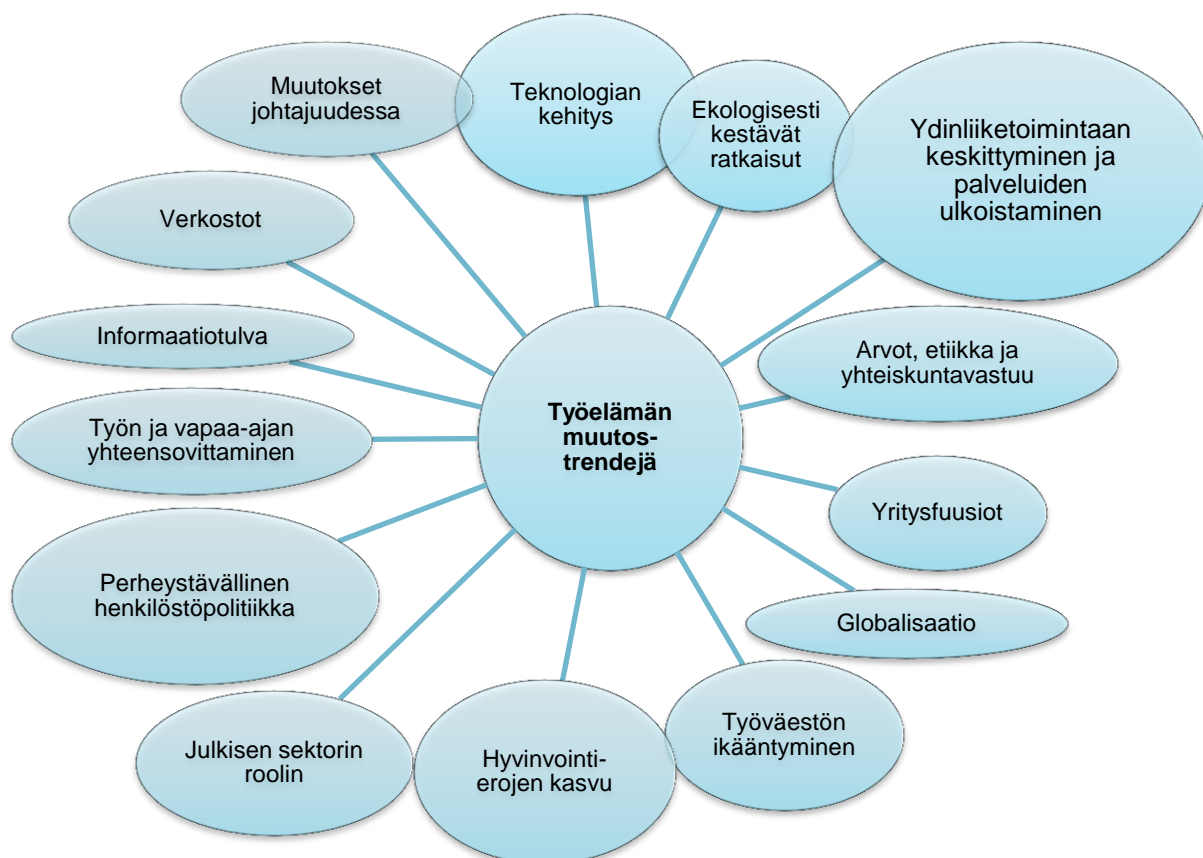 Muutokset
johtajuudessa
Teknologian
kehitys
Ekologisesti
kestävät
ratkaisut
Ydinliiketoimintaan
keskittyminen ja
palveluiden
ulkoistaminen
Verkostot
Informaatiotulva
Arvot, etiikka ja
yhteiskuntavastuu
Työn ja vapaa-ajan
yhteensovittaminen
Työelämän
muutos-
trendejä
Yritysfuusiot
Perheystävällinen
henkilöstöpolitiikka
Globalisaatio
Julkisen sektorin
roolin
Hyvinvointi-
erojen kasvu
Työväestön
ikääntyminen